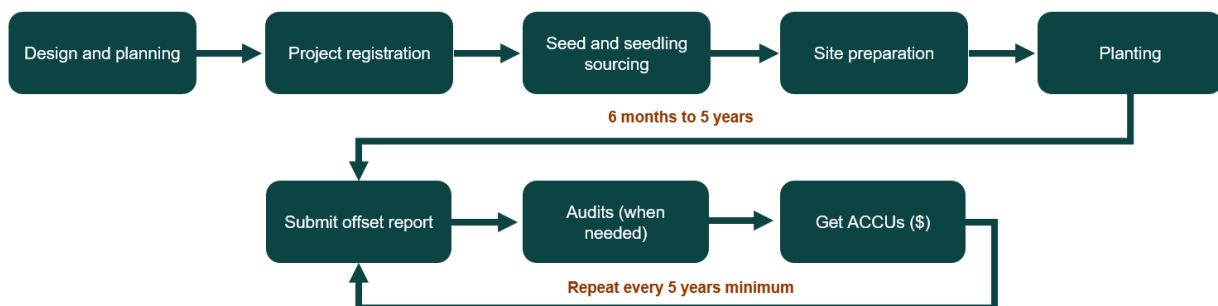 Design and planning
Project registration
Seed and seedling
sourcing
Site preparation
Planting
6 months to 5 years
Submit offset report
Audits (when
needed)
Get ACCUs ($)
Repeat every 5 years minimum